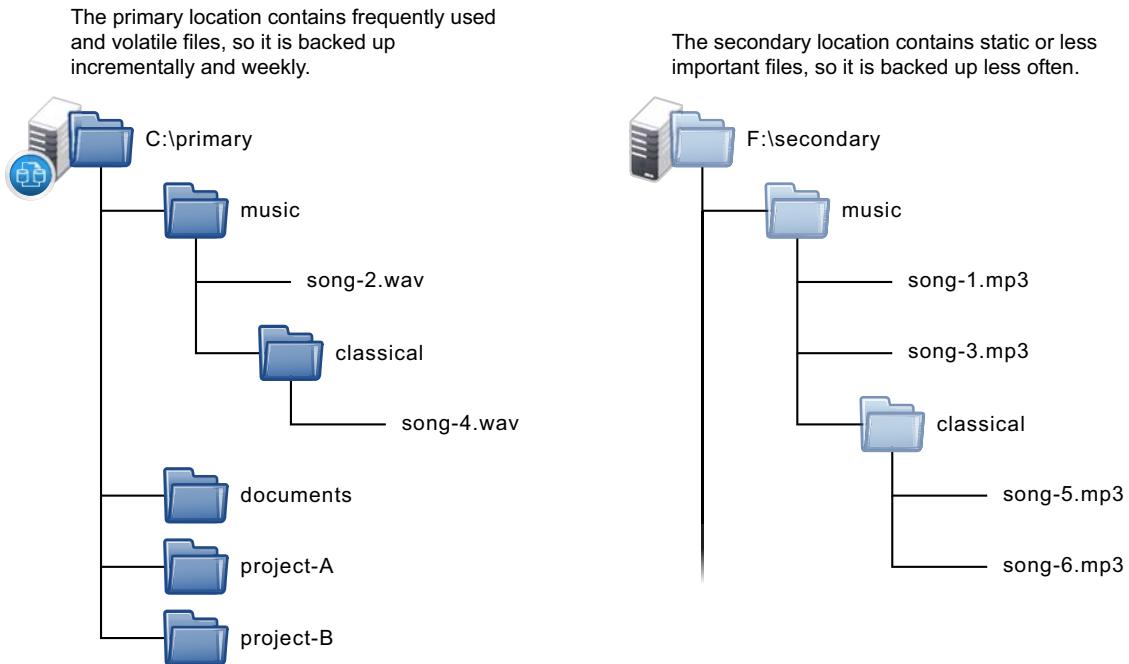 The primary location contains frequently used
and volatile files, so it is backed up
incrementally and weekly.
C:\primary
music
song-2.wav
classical
song-4.wav
documents
project-A
project-B
The secondary location contains static or less
important files, so it is backed up less often.
F:\secondary
music
song-1.mp3
song-3.mp3
classical
song-5.mp3
song-6.mp3